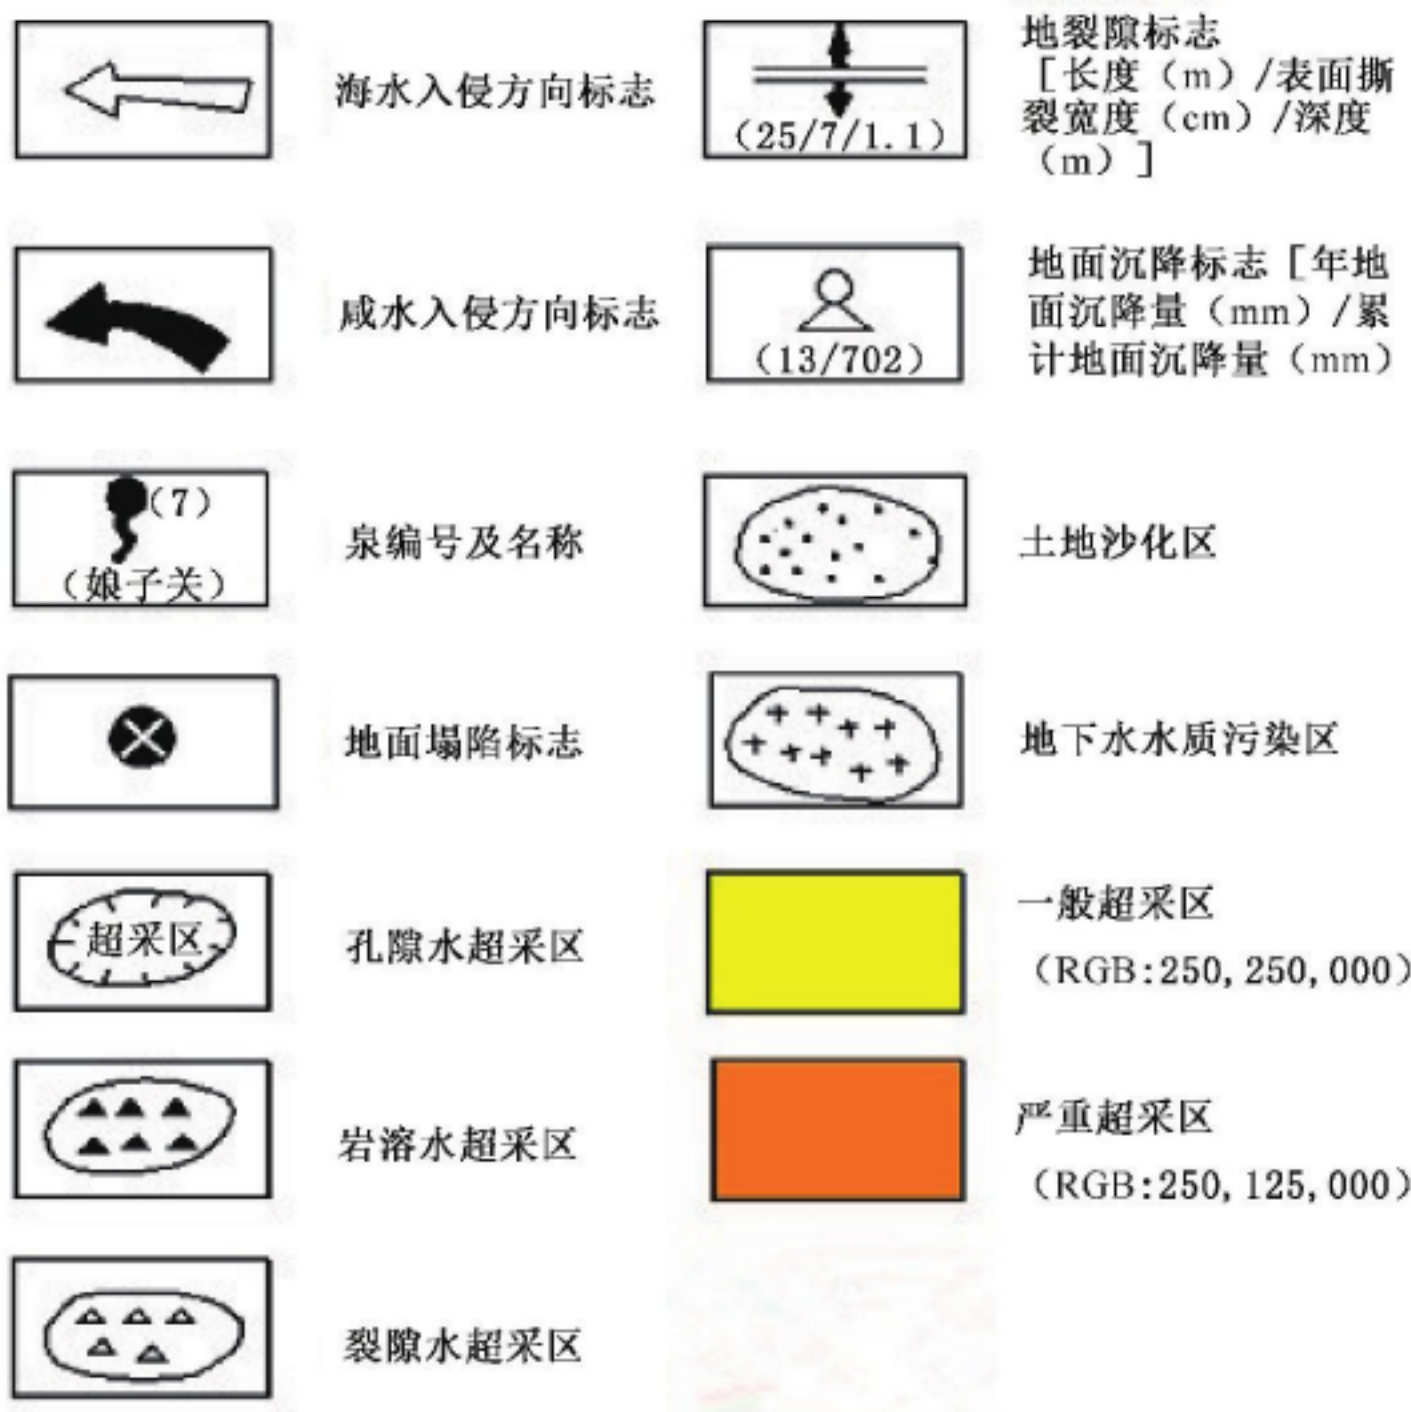 海水入侵方向标志
(25/7/1.1)
地裂隙标志
[长度（m）/表面撕
裂宽度（cm）/深度
（m）]
咸水入侵方向标志
(13/702)
地面沉降标志[年地
面沉降量（mm）/累
计地面沉降量（mm）
(7)
（娘子关）
泉编号及名称
土地沙化区
地面塌陷标志
地下水水质污染区
超采区
孔隙水超采区
一般超采区
（RGB:250,250,000）
岩溶水超采区
严重超采区
（RGB:250,125,000）
裂隙水超采区